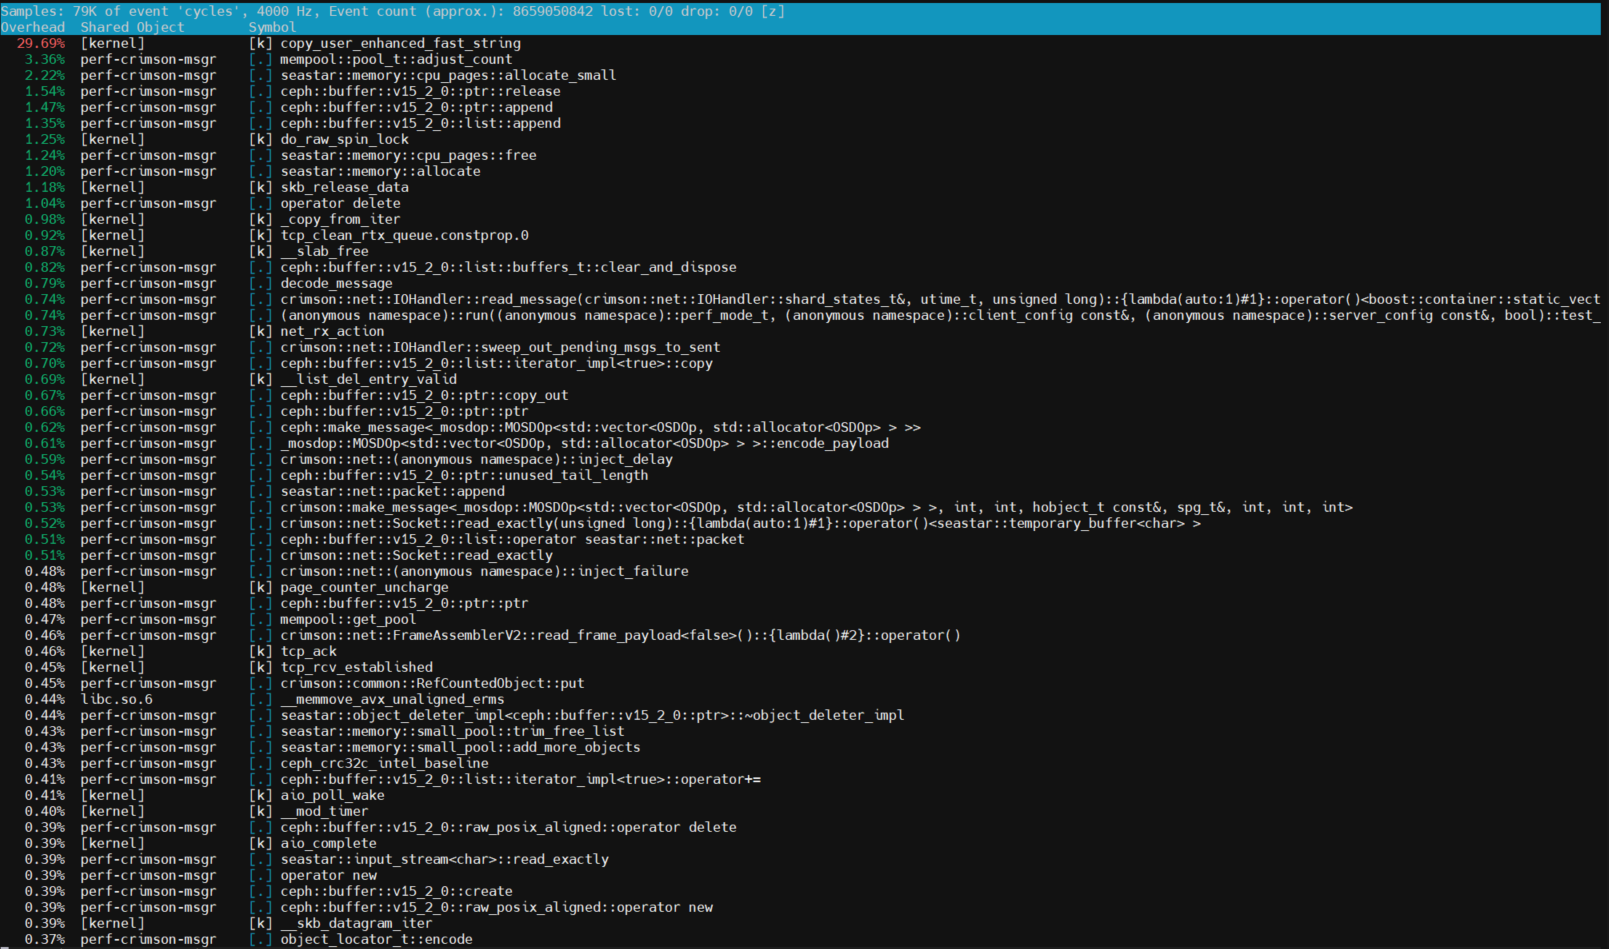 Samples: 79K of event 'cycles', 4000 Hz, Event count (approx.): 8659050842 lost: 0/0 drop: 0/0 [z]
Overhead  Shared Object        Symbol
  29.69%  [kernel]             [k] copy_user_enhanced_fast_string
   3.36%  perf-crimson-msgr    [.] mempool::pool_t::adjust_count
   2.22%  perf-crimson-msgr    [.] seastar::memory::cpu_pages::allocate_small
   1.54%  perf-crimson-msgr    [.] ceph::buffer::v15_2_0::ptr::release
   1.47%  perf-crimson-msgr    [.] ceph::buffer::v15_2_0::ptr::append
   1.35%  perf-crimson-msgr    [.] ceph::buffer::v15_2_0::list::append
   1.25%  [kernel]             [k] do_raw_spin_lock
   1.24%  perf-crimson-msgr    [.] seastar::memory::cpu_pages::free
   1.20%  perf-crimson-msgr    [.] seastar::memory::allocate
   1.18%  [kernel]             [k] skb_release_data
   1.04%  perf-crimson-msgr    [.] operator delete
   0.98%  [kernel]             [k] _copy_from_iter
   0.92%  [kernel]             [k] tcp_clean_rtx_queue.constprop.0
   0.87%  [kernel]             [k] __slab_free
   0.82%  perf-crimson-msgr    [.] ceph::buffer::v15_2_0::list::buffers_t::clear_and_dispose
   0.79%  perf-crimson-msgr    [.] decode_message
   0.74%  perf-crimson-msgr    [.] crimson::net::IOHandler::read_message(crimson::net::IOHandler::shard_states_t&, utime_t, unsigned long)::{lambda(auto:1)#1}::operator()<boost::container::static_vect
   0.74%  perf-crimson-msgr    [.] (anonymous namespace)::run((anonymous namespace)::perf_mode_t, (anonymous namespace)::client_config const&, (anonymous namespace)::server_config const&, bool)::test_
   0.73%  [kernel]             [k] net_rx_action
   0.72%  perf-crimson-msgr    [.] crimson::net::IOHandler::sweep_out_pending_msgs_to_sent
   0.70%  perf-crimson-msgr    [.] ceph::buffer::v15_2_0::list::iterator_impl<true>::copy
   0.69%  [kernel]             [k] __list_del_entry_valid
   0.67%  perf-crimson-msgr    [.] ceph::buffer::v15_2_0::ptr::copy_out
   0.66%  perf-crimson-msgr    [.] ceph::buffer::v15_2_0::ptr::ptr
   0.62%  perf-crimson-msgr    [.] ceph::make_message<_mosdop::MOSDOp<std::vector<OSDOp, std::allocator<OSDOp> > >>
   0.61%  perf-crimson-msgr    [.] _mosdop::MOSDOp<std::vector<OSDOp, std::allocator<OSDOp> > >::encode_payload
   0.59%  perf-crimson-msgr    [.] crimson::net::(anonymous namespace)::inject_delay
   0.54%  perf-crimson-msgr    [.] ceph::buffer::v15_2_0::ptr::unused_tail_length
   0.53%  perf-crimson-msgr    [.] seastar::net::packet::append
   0.53%  perf-crimson-msgr    [.] crimson::make_message<_mosdop::MOSDOp<std::vector<OSDOp, std::allocator<OSDOp> > >, int, int, hobject_t const&, spg_t&, int, int, int>
   0.52%  perf-crimson-msgr    [.] crimson::net::Socket::read_exactly(unsigned long)::{lambda(auto:1)#1}::operator()<seastar::temporary_buffer<char> >
   0.51%  perf-crimson-msgr    [.] ceph::buffer::v15_2_0::list::operator seastar::net::packet
   0.51%  perf-crimson-msgr    [.] crimson::net::Socket::read_exactly
   0.48%  perf-crimson-msgr    [.] crimson::net::(anonymous namespace)::inject_failure
   0.48%  [kernel]             [k] page_counter_uncharge
   0.48%  perf-crimson-msgr    [.] ceph::buffer::v15_2_0::ptr::ptr
   0.47%  perf-crimson-msgr    [.] mempool::get_pool
   0.46%  perf-crimson-msgr    [.] crimson::net::FrameAssemblerV2::read_frame_payload<false>()::{lambda()#2}::operator()
   0.46%  [kernel]             [k] tcp_ack
   0.45%  [kernel]             [k] tcp_rcv_established
   0.45%  perf-crimson-msgr    [.] crimson::common::RefCountedObject::put
   0.44%  libc.so.6            [.] __memmove_avx_unaligned_erms
   0.44%  perf-crimson-msgr    [.] seastar::object_deleter_impl<ceph::buffer::v15_2_0::ptr>::~object_deleter_impl
   0.43%  perf-crimson-msgr    [.] seastar::memory::small_pool::trim_free_list
   0.43%  perf-crimson-msgr    [.] seastar::memory::small_pool::add_more_objects
   0.43%  perf-crimson-msgr    [.] ceph_crc32c_intel_baseline
   0.41%  perf-crimson-msgr    [.] ceph::buffer::v15_2_0::list::iterator_impl<true>::operator+=
   0.41%  [kernel]             [k] aio_poll_wake
   0.40%  [kernel]             [k] __mod_timer
   0.39%  perf-crimson-msgr    [.] ceph::buffer::v15_2_0::raw_posix_aligned::operator delete
   0.39%  [kernel]             [k] aio_complete
   0.39%  perf-crimson-msgr    [.] seastar::input_stream<char>::read_exactly
   0.39%  perf-crimson-msgr    [.] operator new
   0.39%  perf-crimson-msgr    [.] ceph::buffer::v15_2_0::create
   0.39%  perf-crimson-msgr    [.] ceph::buffer::v15_2_0::raw_posix_aligned::operator new
   0.39%  [kernel]             [k] __skb_datagram_iter
   0.37%  perf-crimson-msgr    [.] object_locator_t::encode